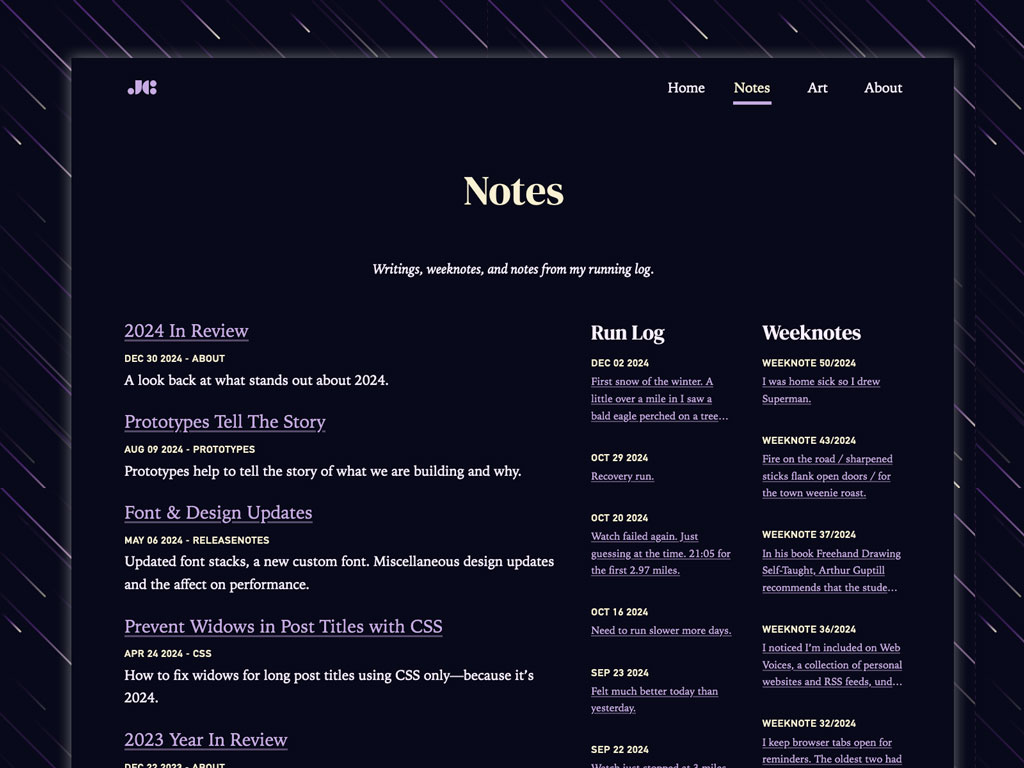 JC
Home
Notes
Art
About
Notes
Writings, weeknotes, and notes from my running log.
2024 In Review
DEC 30 2024 - ABOUT
A look back at what stands out about 2024.
Prototypes Tell The Story
AUG 09 2024 - PROTOTYPES
Prototypes help to tell the story of what we are building and why.
Font & Design Updates
MAY 06 2024 - RELEASENOTES
Updated font stacks, a new custom font. Miscellaneous design updates
and the affect on performance.
Prevent Widows in Post Titles with CSS
APR 24 2024 - CSS
How to fix widows for long post titles using CSS only—because it’s
2024.
2023 Year In Review
DEC 22 2023 - ABOUT
Run Log
DEC 02 2024
First snow of the winter. A
little over a mile in I saw a
bald eagle perched on a tree…
OCT 29 2024
Recovery run.
OCT 20 2024
Watch failed again. Just
guessing at the time. 21:05 for
the first 2.97 miles.
OCT 16 2024
Need to run slower more days.
SEP 23 2024
Felt much better today than
yesterday.
SEP 22 2024
Watch just stopped at 3 miles
Weeknotes
WEEKNOTE 50/2024
I was home sick so I drew
Superman.
WEEKNOTE 43/2024
Fire on the road / sharpened
sticks flank open doors / for
the town weenie roast.
WEEKNOTE 37/2024
In his book Freehand Drawing
Self-Taught, Arthur Guptill
recommends that the stude…
WEEKNOTE 36/2024
I noticed I’m included on Web
Voices, a collection of personal
websites and RSS feeds, und…
WEEKNOTE 32/2024
I keep browser tabs open for
reminders. The oldest two had